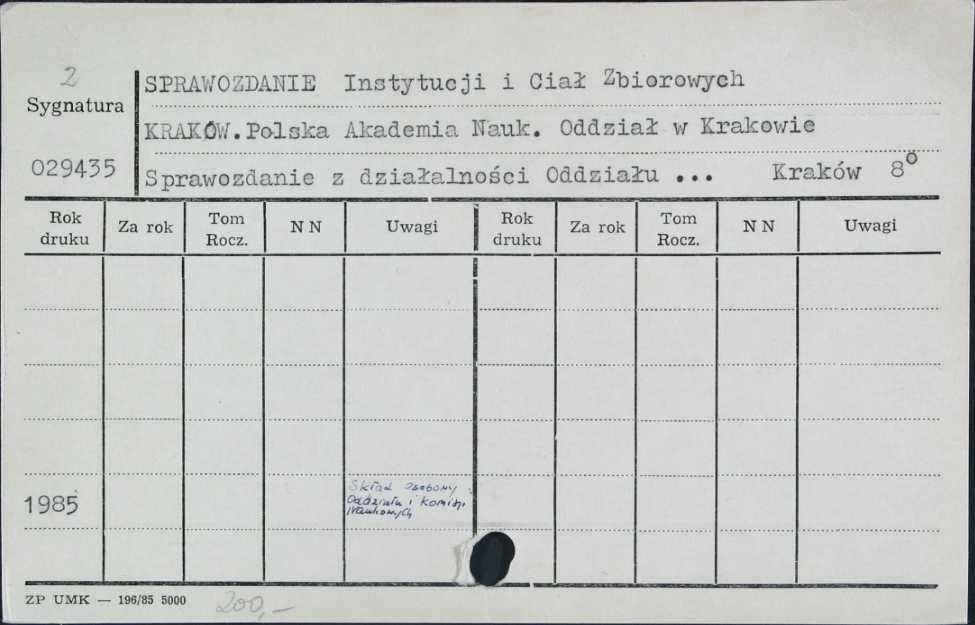 2
Sygnatura
029435
SPRAWOZDANIE Instytucji i Ciał Zbiorowych
KRAKÓW. Polska Akademia Nauk. Oddział w Krakowie
Sprawozdanie z działalności Oddziału ... Kraków 8°
Rok druku Za rok Tom Rocz. N N Uwagi Rok druku Za rok Tom Rocz. N N Uwagi
1985 Skład osobowy
Oddziału i komisji
naukowych
ZP UMK — 196/85 5000
200,-